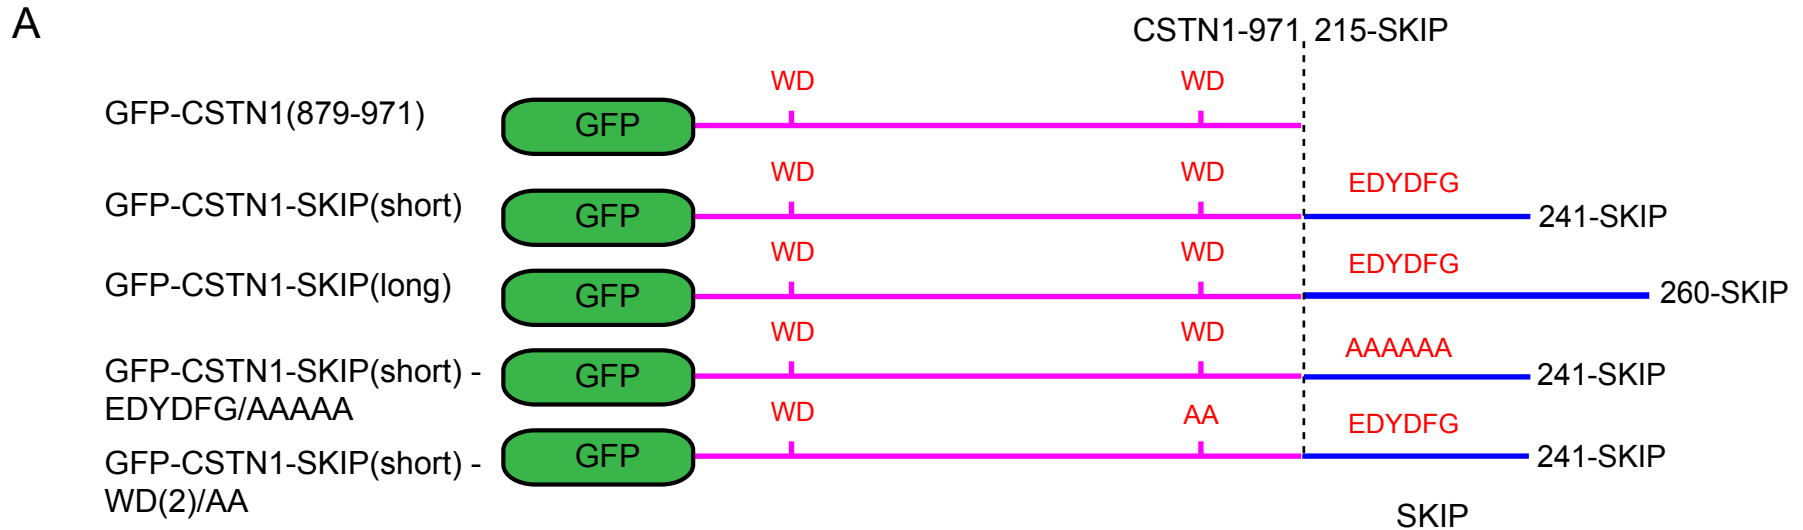 A
CSTN1-971 215-SKIP
WD WD
GFP-CSTN1(879-971) GFP
WD WD EDYDFG
GFP-CSTN1-SKIP(short) GFP 241-SKIP
WD WD EDYDFG
GFP-CSTN1-SKIP(long) GFP 260-SKIP
WD WD AAAAAA
GFP-CSTN1-SKIP(short) - GFP 241-SKIP
EDYDFG/AAAAA
WD AA EDYDFG
GFP-CSTN1-SKIP(short) - GFP 241-SKIP
WD(2)/AA
SKIP